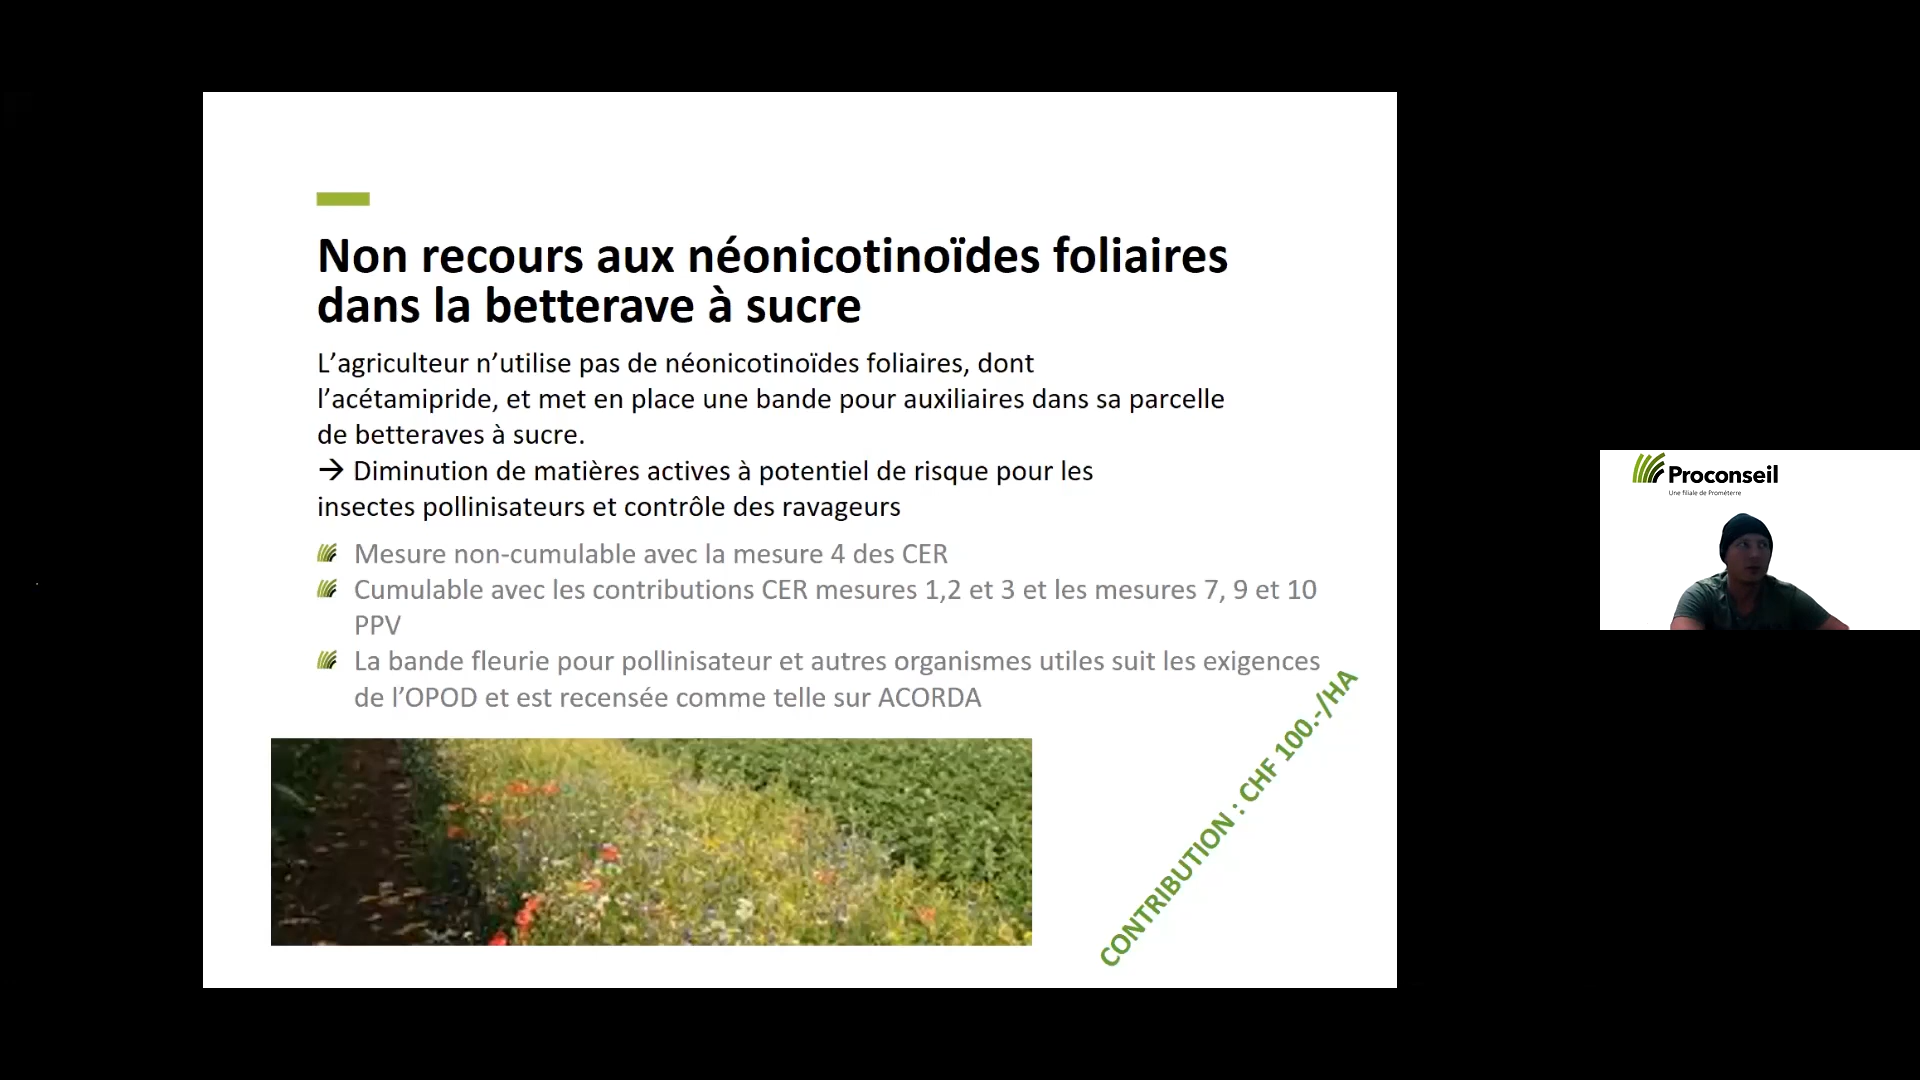 Non recours aux néonicotinoïdes foliaires
dans la betterave à sucre
L’agriculteur n’utilise pas de néonicotinoïdes foliaires, dont
l’acétamipride, et met en place une bande pour auxiliaires dans sa parcelle
de betteraves à sucre.
→ Diminution de matières actives à potentiel de risque pour les
insectes pollinisateurs et contrôle des ravageurs
Mesure non-cumulable avec la mesure 4 des CER
Cumulable avec les contributions CER mesures 1,2 et 3 et les mesures 7, 9 et 10
PPV
La bande fleurie pour pollinisateur et autres organismes utiles suit les exigences
de l’OPOD et est recensée comme telle sur ACORDA
CONTRIBUTION : CHF 100.-/HA
Proconseil
Une filiale de Prométerre